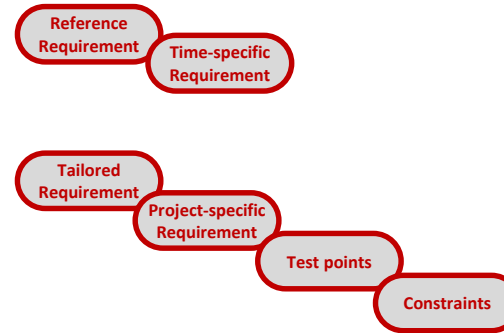 Reference
Requirement
Time-specific
Requirement
Tailored
Requirement
Project-specific
Requirement
Test points
Constraints